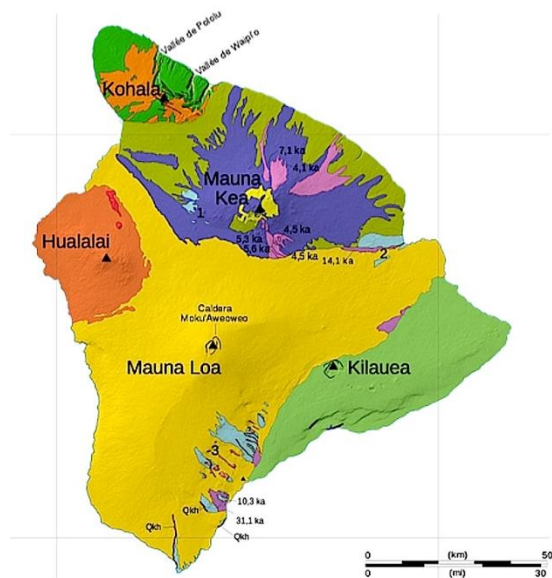 Vallée de Pololu
Vallée de Waipi'o
Kohala
7,1 ka
4,1 ka
Mauna
Kea
1
5,3 ka
5,6 ka
4,5 ka
4,5 ka
14,1 ka
2
Hualalai
Caldera
Moku'Aweoweo
Mauna Loa
Kilauea
3
10,3 ka
Qkh
31,1 ka
Qkh
Qkh
0 (km) 50
0 (mi) 30